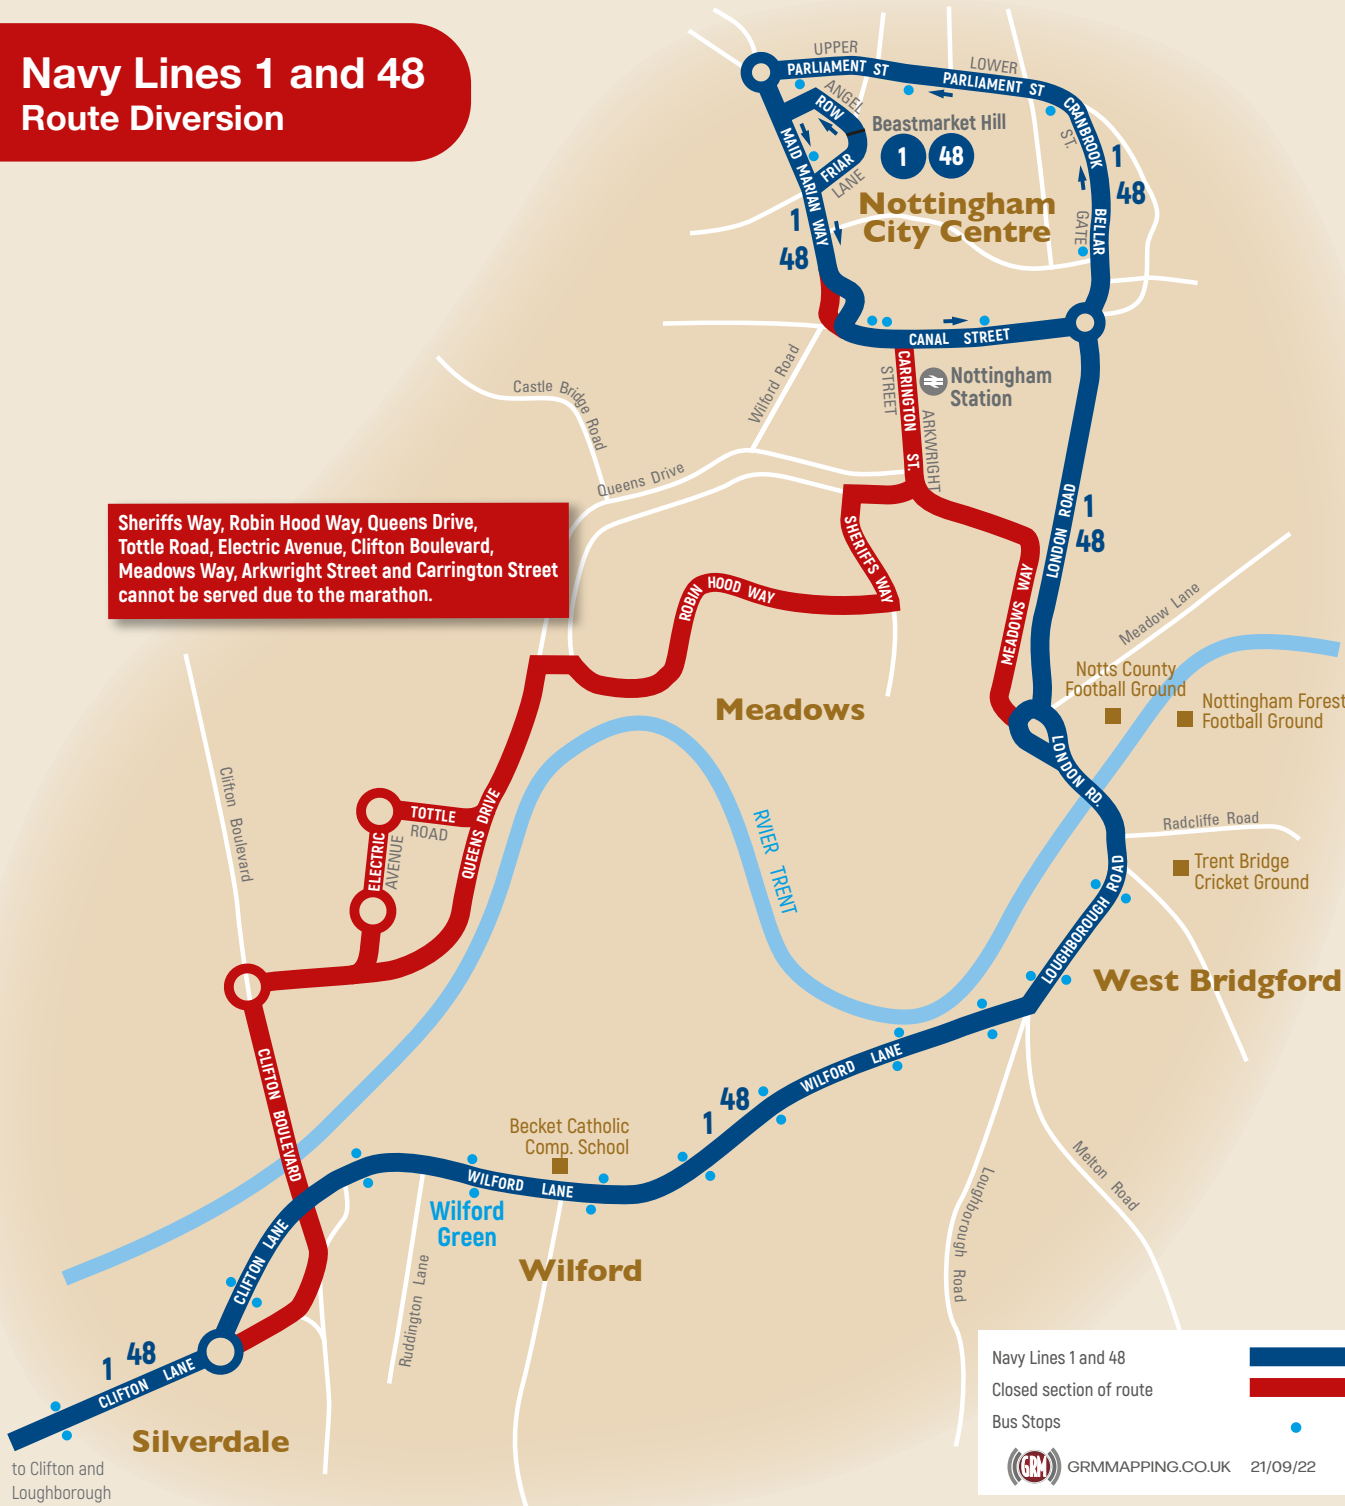 Navy Lines 1 and 48
Route Diversion
UPPER
PARLIAMENT ST
LOWER
PARLIAMENT ST
CRANBROOK
ST.
ANGEL
ROW
Beastmarket Hill
1 48
MAID MARIAN WAY
FRIAR
LANE
Nottingham
City Centre
1
48
BELLAR
GATE
1
48
CANAL STREET
CARRINGTON ST.
STREET
ARKWRIGHT
Nottingham
Station
Wilford Road
Castle Bridge Road
Queens Drive
LONDON ROAD
1
48
Sheriffs Way, Robin Hood Way, Queens Drive,
Tottle Road, Electric Avenue, Clifton Boulevard,
Meadows Way, Arkwright Street and Carrington Street
cannot be served due to the marathon.
SHERIFFS WAY
ROBIN HOOD WAY
MEADOWS WAY
Meadow Lane
Notts County
Football Ground
Nottingham Forest
Football Ground
Meadows
LONDON RD.
Clifton Boulevard
TOTTLE
ROAD
ELECTRIC
AVENUE
QUEENS DRIVE
RVIER TRENT
Radcliffe Road
Trent Bridge
Cricket Ground
LOUGHBOROUGH ROAD
West Bridgford
CLIFTON BOULEVARD
WILFORD LANE
1 48
Becket Catholic
Comp. School
WILFORD LANE
Wilford
Green
Wilford
Melton Road
Loughborough Road
Ruddington Lane
CLIFTON LANE
1 48
CLIFTON LANE
Silverdale
to Clifton and
Loughborough
Navy Lines 1 and 48
Closed section of route
Bus Stops
GRM GRMMAPPING.CO.UK 21/09/22